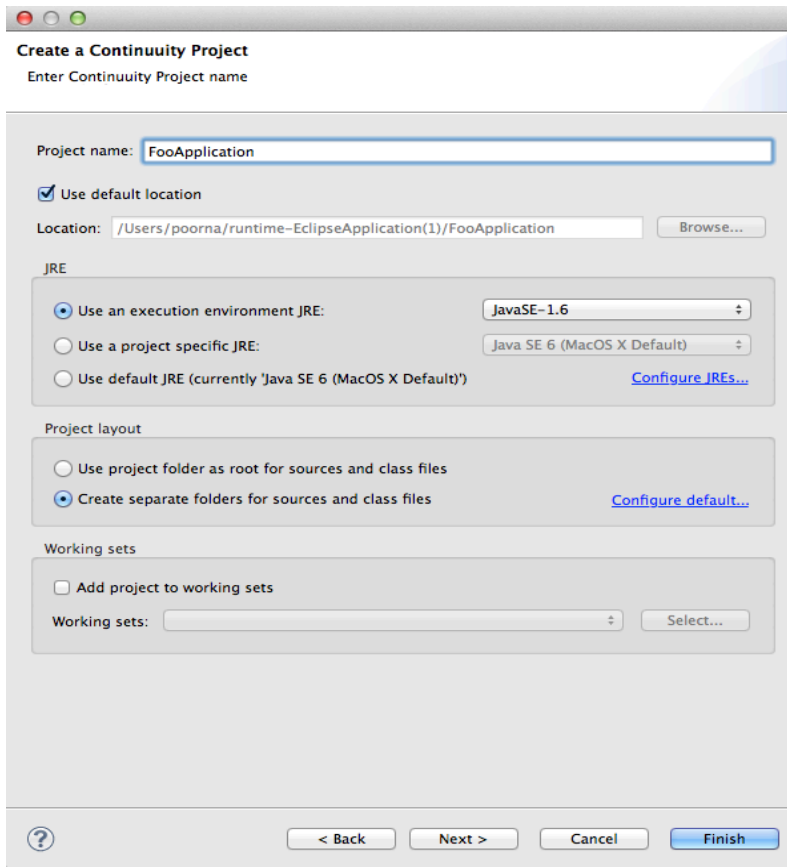 Create a Continuuity Project
Enter Continuuity Project name
Project name: FooApplication
Use default location
Location: /Users/poorna/runtime-EclipseApplication(1)/FooApplication Browse...
JRE
Use an execution environment JRE: JavaSE-1.6
Use a project specific JRE: Java SE 6 (MacOS X Default)
Use default JRE (currently 'Java SE 6 (MacOS X Default)') Configure JREs...
Project layout
Use project folder as root for sources and class files
Create separate folders for sources and class files Configure default...
Working sets
Add project to working sets
Working sets: Select...
? < Back Next > Cancel Finish